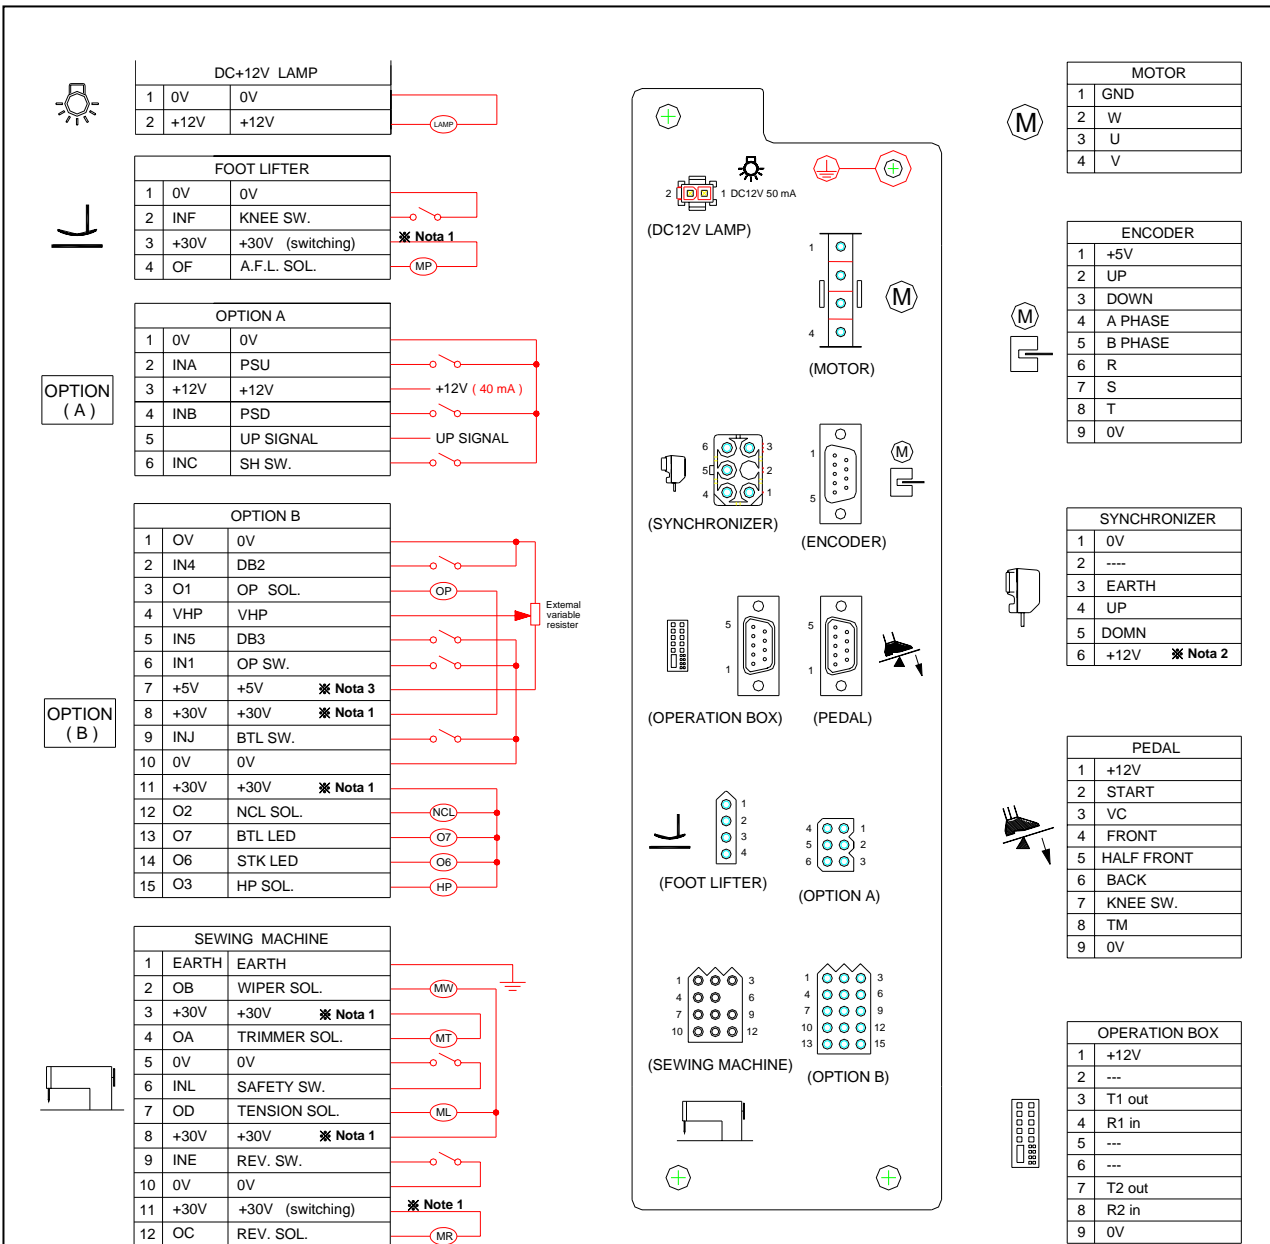 DC+12V LAMP
1 0V 0V
2 +12V +12V
LAMP
FOOT LIFTER
1 0V 0V
2 INF KNEE SW.
3 +30V +30V (switching) ※ Nota 1
4 OF A.F.L. SOL. MP
OPTION
( A )
OPTION A
1 0V 0V
2 INA PSU
3 +12V +12V +12V ( 40 mA )
4 INB PSD
5 UP SIGNAL UP SIGNAL
6 INC SH SW.
OPTION
( B )
OPTION B
1 OV 0V
2 IN4 DB2
3 O1 OP SOL. OP
4 VHP VHP
External
variable
resister
5 IN5 DB3
6 IN1 OP SW.
7 +5V +5V ※ Nota 3
8 +30V +30V ※ Nota 1
9 INJ BTL SW.
10 0V 0V
11 +30V +30V ※ Nota 1
12 O2 NCL SOL. NCL
13 O7 BTL LED O7
14 O6 STK LED O6
15 O3 HP SOL. HP
SEWING MACHINE
1 EARTH EARTH
2 OB WIPER SOL. MW
3 +30V +30V ※ Nota 1
4 OA TRIMMER SOL. MT
5 0V 0V
6 INL SAFETY SW.
7 OD TENSION SOL. ML
8 +30V +30V ※ Nota 1
9 INE REV. SW.
10 0V 0V
11 +30V +30V (switching) ※ Note 1
12 OC REV. SOL. MR
2 1 DC12V 50 mA
(DC12V LAMP)
1
M
4
(MOTOR)
6 3
5 2
4 1
(SYNCHRONIZER)
1
M
5
(ENCODER)
5
1
(OPERATION BOX)
5
1
(PEDAL)
1
2
3
4
(FOOT LIFTER)
4 1
5 2
6 3
(OPTION A)
1 3
4 6
7 9
10 12
(SEWING MACHINE)
1 3
4 6
7 9
10 12
13 15
(OPTION B)
M
MOTOR
1 GND
2 W
3 U
4 V
M
ENCODER
1 +5V
2 UP
3 DOWN
4 A PHASE
5 B PHASE
6 R
7 S
8 T
9 0V
SYNCHRONIZER
1 0V
2 ----
3 EARTH
4 UP
5 DOMN
6 +12V ※ Nota 2
PEDAL
1 +12V
2 START
3 VC
4 FRONT
5 HALF FRONT
6 BACK
7 KNEE SW.
8 TM
9 0V
OPERATION BOX
1 +12V
2 ---
3 T1 out
4 R1 in
5 ---
6 ---
7 T2 out
8 R2 in
9 0V